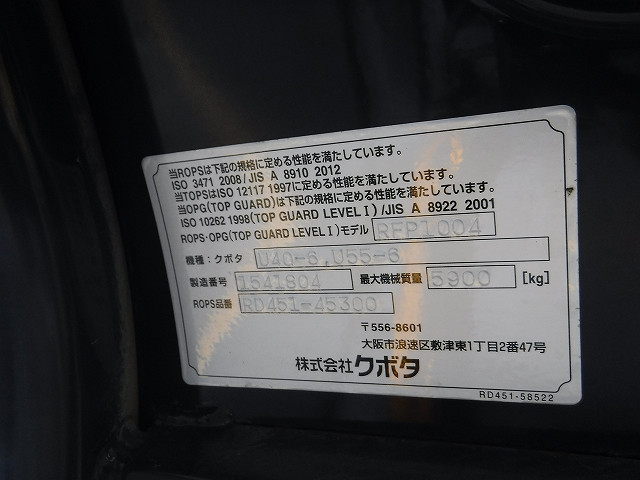 当ROPSは下記の規格に定める性能を満たしています。
ISO 3471 2008/JIS A 8910 2012
当TOPSはISO 12117 1997に定める性能を満たしています。
当OPG(TOP GUARD)は下記の規格に定める性能を満たしています。
ISO 10262 1998(TOP GUARD LEVEL I)/JIS A 8922 2001
ROPS・OPG(TOP GUARD LEVEL I)モデル RFP1004
機種:クボタ U40-6,U55-6
製造番号 1541804 最大機械質量 5900 [kg]
ROPS品番 RD451-45300
〒556-8601
大阪市浪速区敷津東1丁目2番47号
株式会社クボタ
RD451-58522